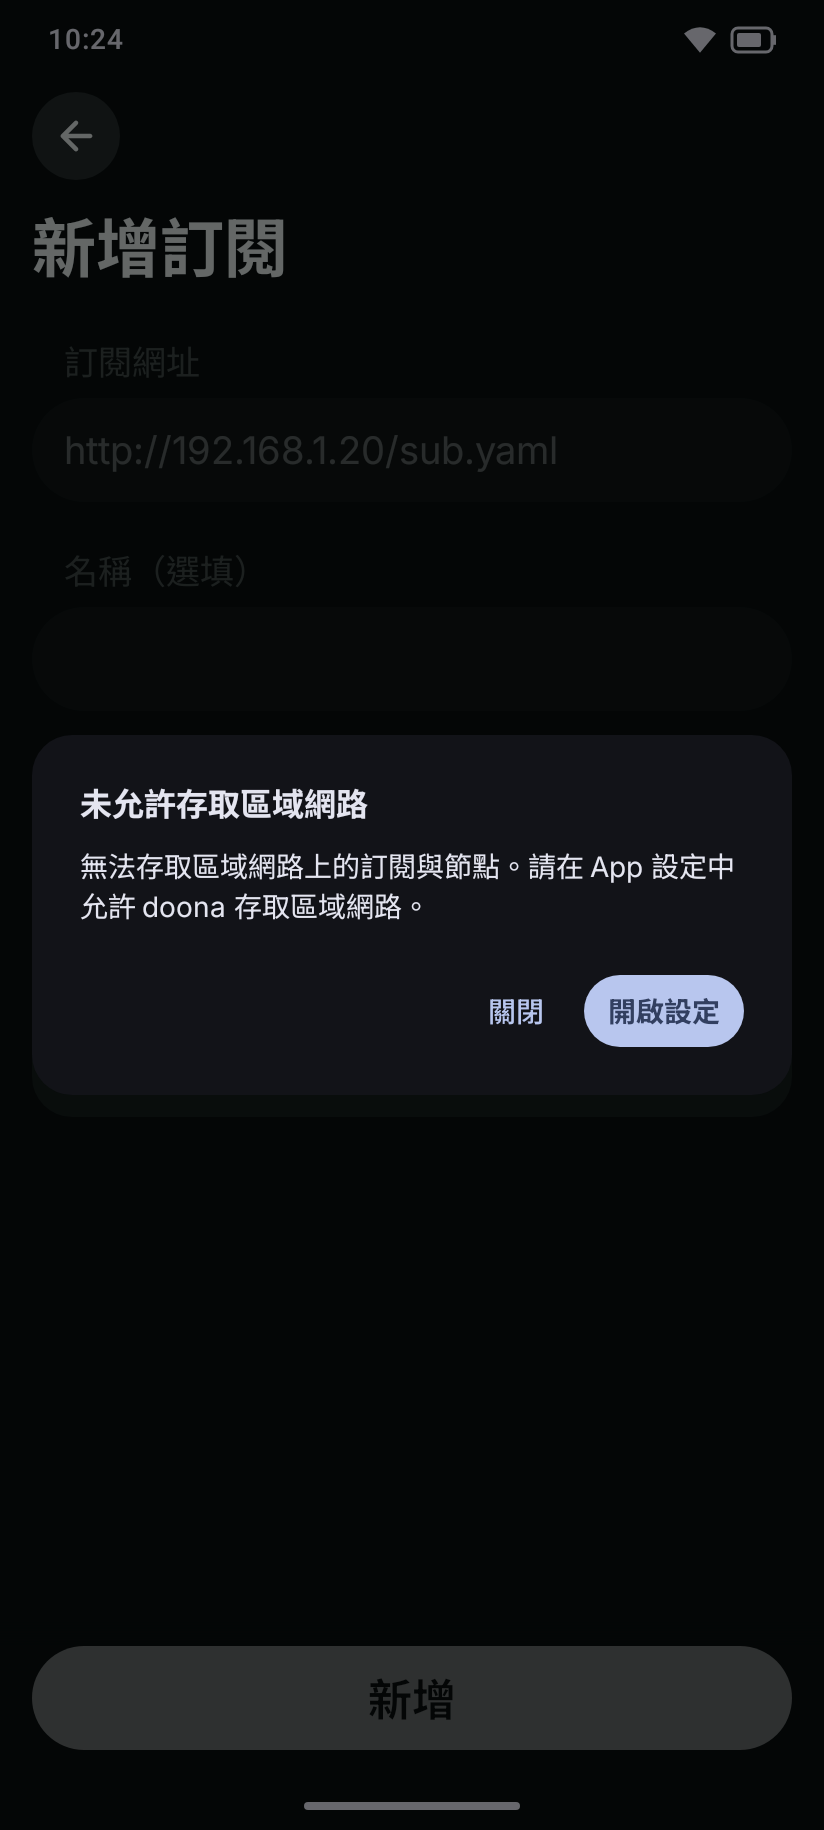 10:24
新增訂閱
訂閱網址
http://192.168.1.20/sub.yaml
名稱（選填）
未允許存取區域網路
無法存取區域網路上的訂閱與節點。請在 App 設定中
允許 doona 存取區域網路。
關閉
開啟設定
新增